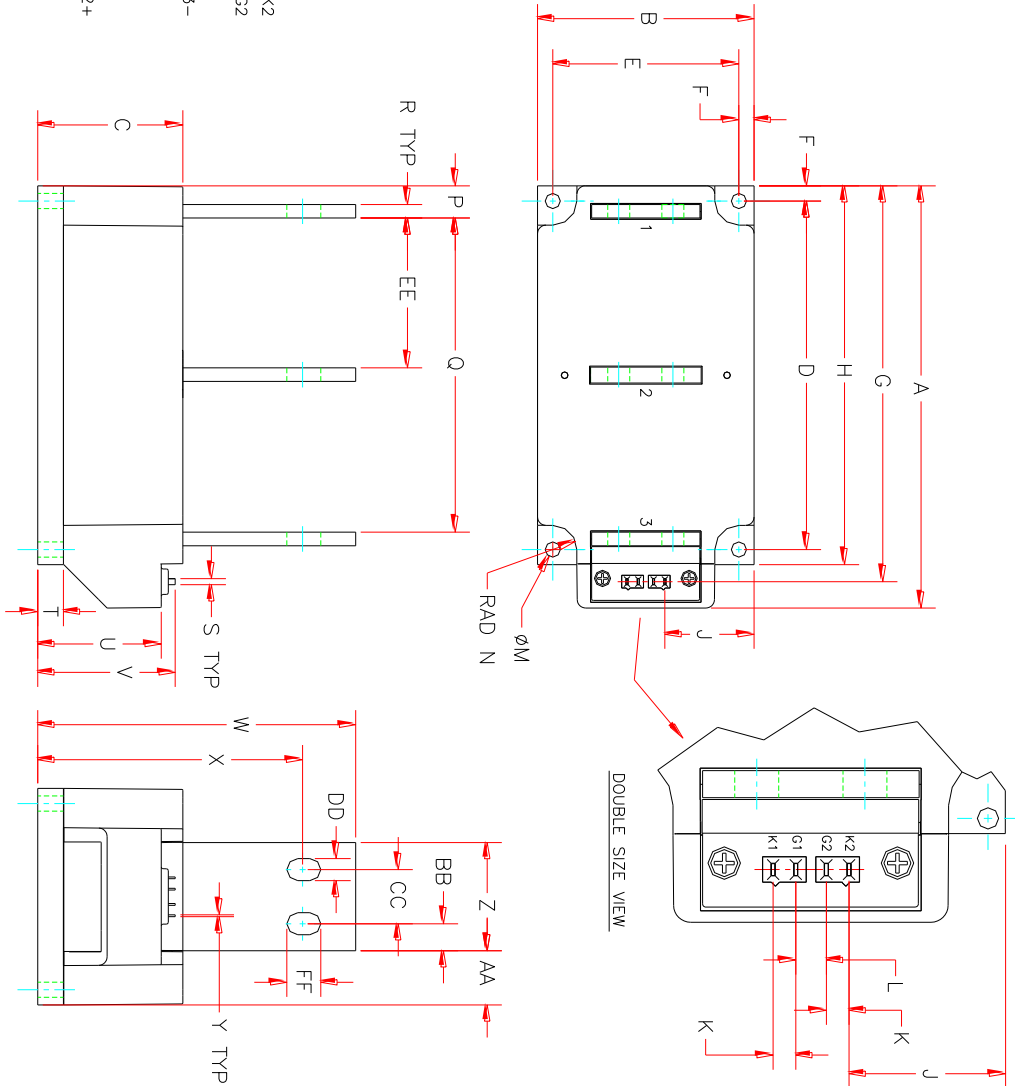 K2
G2
3-
2+
B
E
F
F
A
G
H
D
1
2
3
J
RAD N
ØM
C
R TYP
P
EE
Q
T
U
V
S TYP
DOUBLE SIZE VIEW
K1
G1
G2
K2
L
K
K
J
W
X
DD
CC
BB
Z
AA
FF
Y TYP